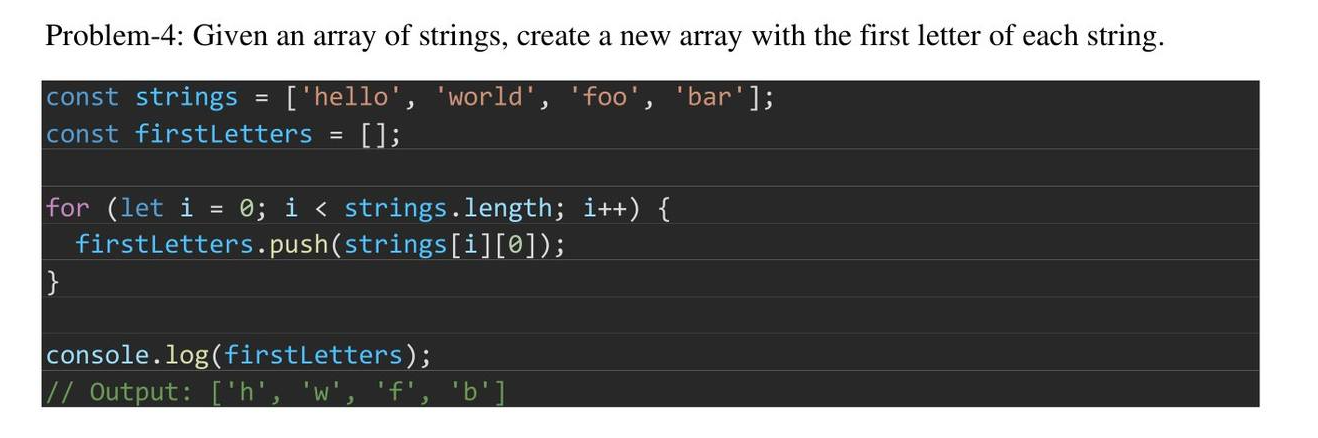 Problem-4: Given an array of strings, create a new array with the first letter of each string.
const strings = ['hello', 'world', 'foo', 'bar'];
const firstLetters = [];
for (let i = 0; i < strings.length; i++) {
  firstLetters.push(strings[i][0]);
}
console.log(firstLetters);
// Output: ['h', 'w', 'f', 'b']